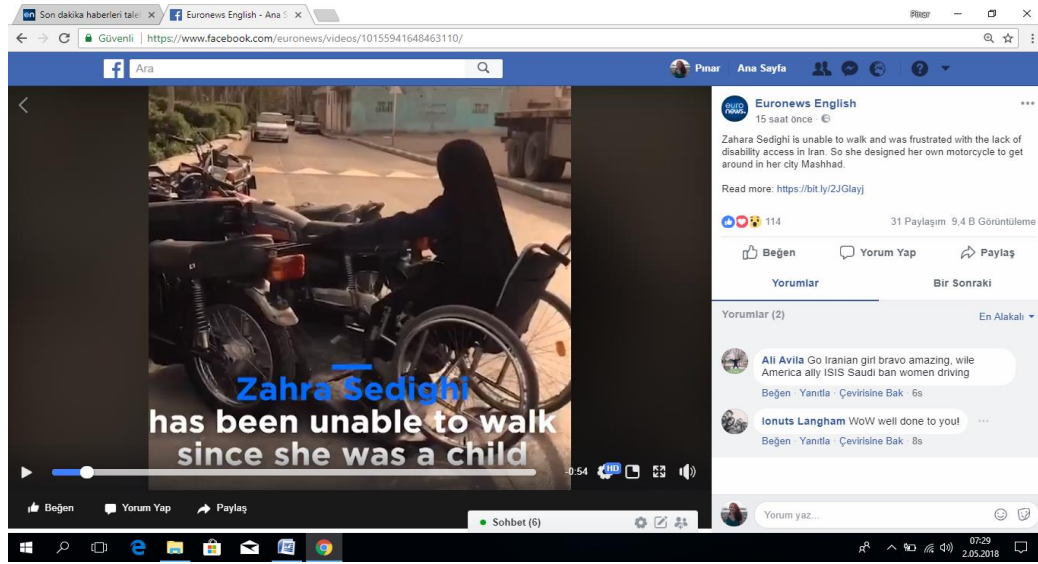 Son dakika haberleri tale
Euronews English - Ana S
Pınar
Güvenli | https://www.facebook.com/euronews/videos/10155941648463110/
Ara
Pınar Ana Sayfa
euro
news.
Euronews English
15 saat önce
Zahara Sedighi is unable to walk and was frustrated with the lack of
disability access in Iran. So she designed her own motorcycle to get
around in her city Mashhad.
Read more: https://bit.ly/2JGlayj
114
31 Paylaşım 9,4 B Görüntüleme
Beğen Yorum Yap Paylaş
Yorumlar Bir Sonraki
Yorumlar (2)
En Alakalı
Ali Avila Go Iranian girl bravo amazing, wile
America ally ISIS Saudi ban women driving
Beğen · Yanıtla · Çevirisine Bak · 6s
Ionuts Langham WoW well done to you!
Beğen · Yanıtla · Çevirisine Bak · 8s
Yorum yaz...
Zahra Sedighi
has been unable to walk
since she was a child
-0:54
HD
Beğen Yorum Yap Paylaş
Sohbet (6)
07:29
2.05.2018